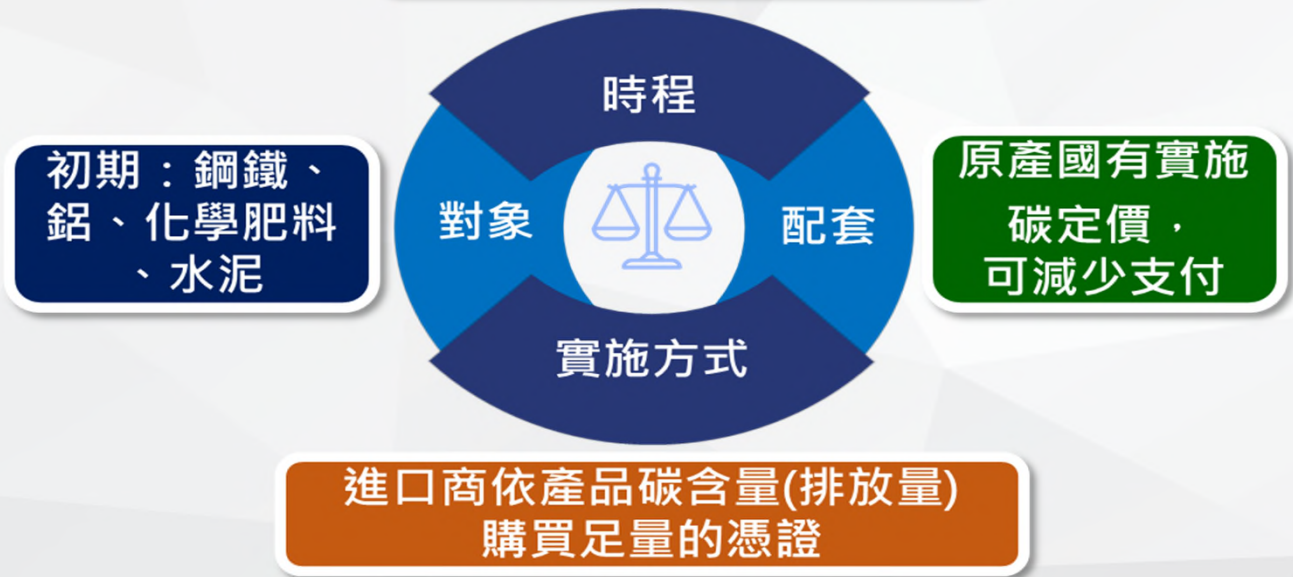 時程
初期：鋼鐵、
鋁、化學肥料
、水泥
對象
配套
原產國有實施
碳定價，
可減少支付
實施方式
進口商依產品碳含量(排放量)
購買足量的憑證